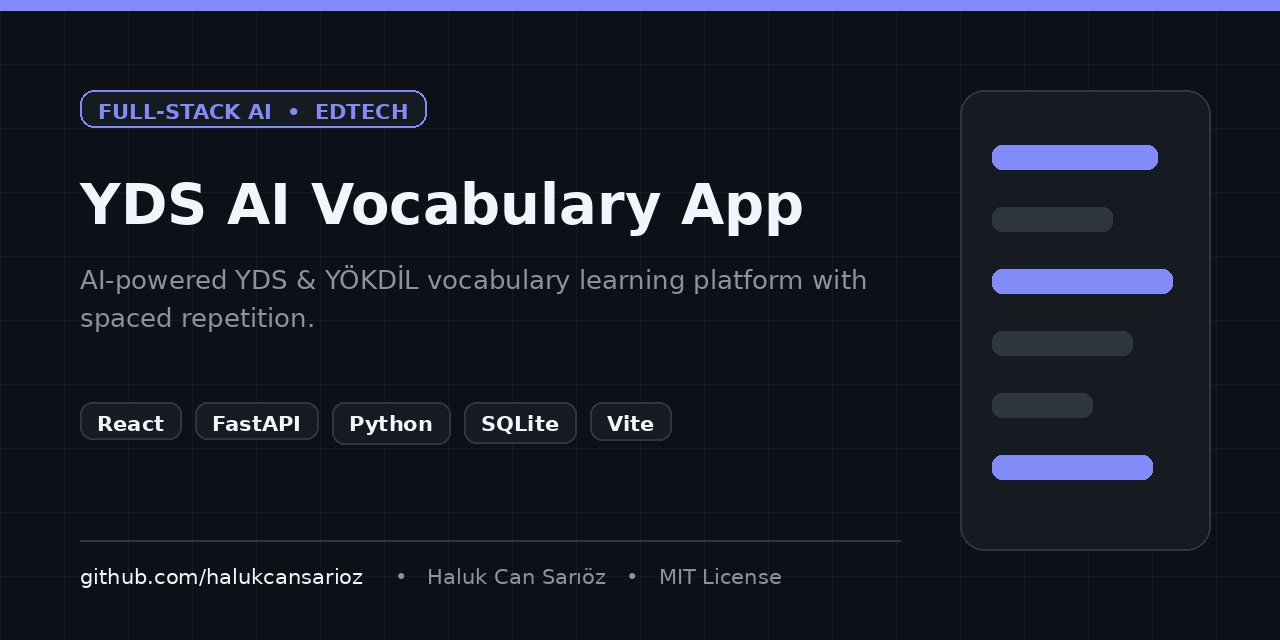 FULL-STACK AI • EDTECH
YDS AI Vocabulary App
AI-powered YDS & YÖKDİL vocabulary learning platform with
spaced repetition.
React FastAPI Python SQLite Vite
github.com/halukcansarioz • Haluk Can Sarıöz • MIT License